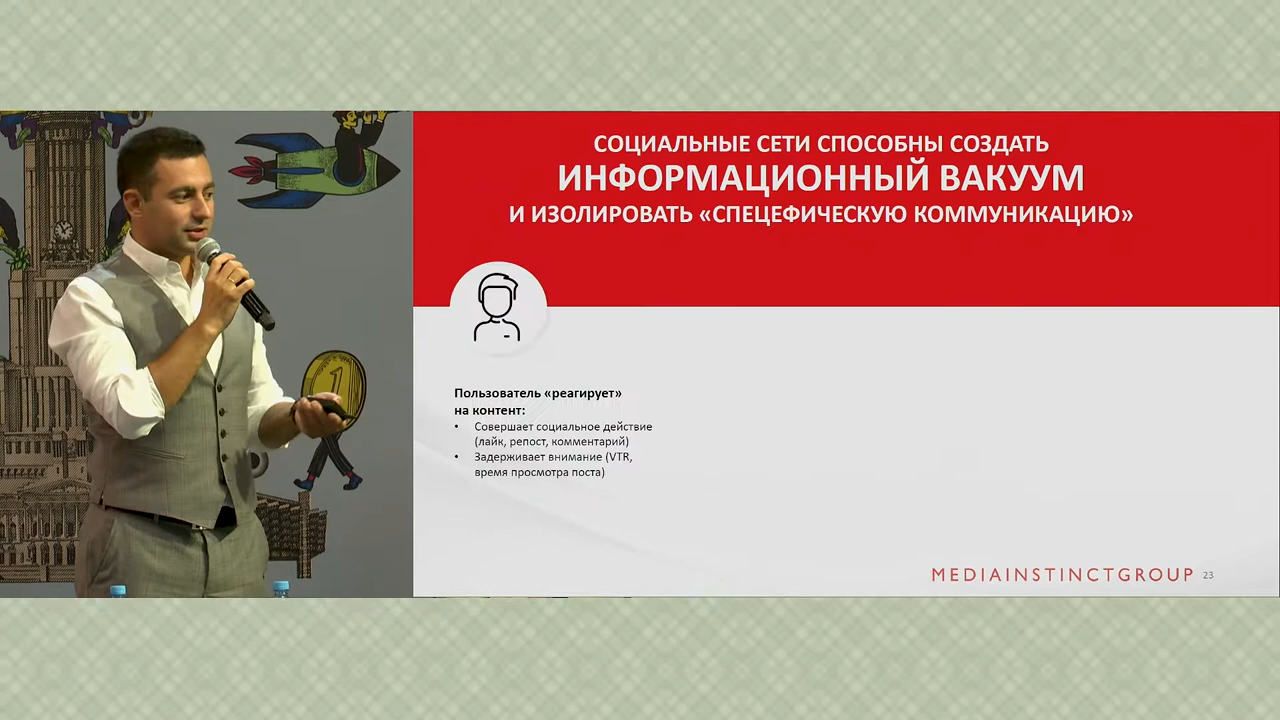 СОЦИАЛЬНЫЕ СЕТИ СПОСОБНЫ СОЗДАТЬ
ИНФОРМАЦИОННЫЙ ВАКУУМ
И ИЗОЛИРОВАТЬ «СПЕЦЕФИЧЕСКУЮ КОММУНИКАЦИЮ»
Пользователь «реагирует»
на контент:
• Совершает социальное действие
(лайк, репост, комментарий)
• Задерживает внимание (VTR,
время просмотра поста)
MEDIAINSTINCTGROUP 23
1